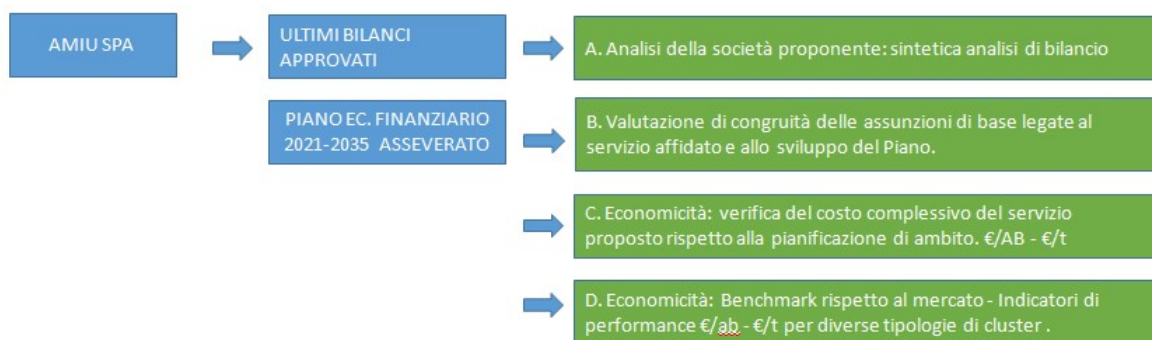 AMIU SPA
ULTIMI BILANCI
APPROVATI
A. Analisi della società proponente: sintetica analisi di bilancio
PIANO EC. FINANZIARIO
2021-2035 ASSEVERATO
B. Valutazione di congruità delle assunzioni di base legate al
servizio affidato e allo sviluppo del Piano.
C. Economicità: verifica del costo complessivo del servizio
proposto rispetto alla pianificazione di ambito. €/AB - €/t
D. Economicità: Benchmark rispetto al mercato - Indicatori di
performance €/ab - €/t per diverse tipologie di cluster .